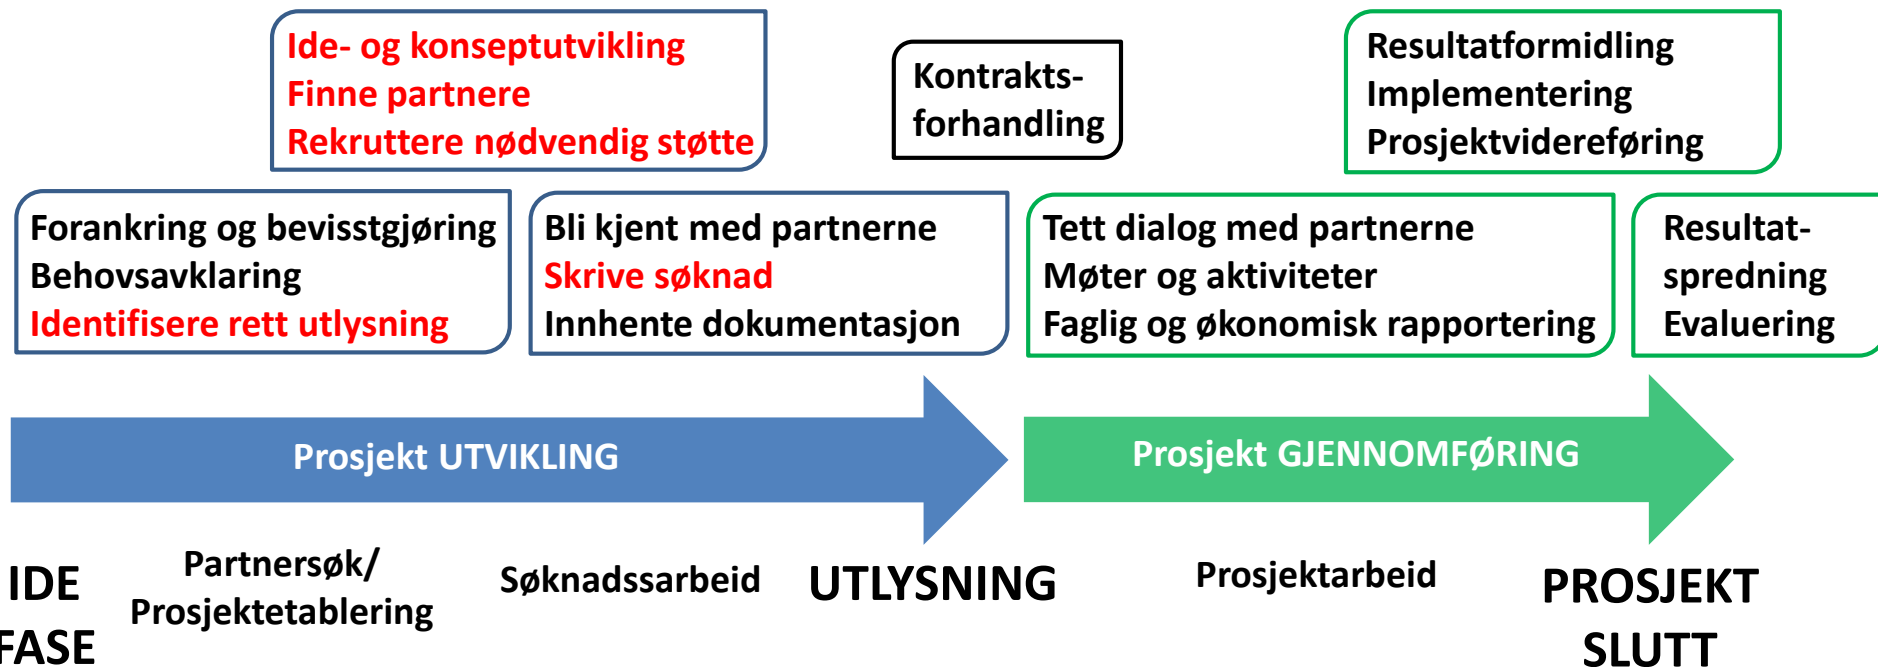 Ide- og konseptutvikling
Finne partnere
Rekruttere nødvendig støtte
Kontrakts-
forhandling
Resultatformidling
Implementering
Prosjektvidereføring
Forankring og bevisstgjøring
Behovsavklaring
Identifisere rett utlysning
Bli kjent med partnerne
Skrive søknad
Innhente dokumentasjon
Tett dialog med partnerne
Møter og aktiviteter
Faglig og økonomisk rapportering
Resultat-
spredning
Evaluering
Prosjekt UTVIKLING
Prosjekt GJENNOMFØRING
IDE
FASE
Partnersøk/
Prosjektetablering
Søknadssarbeid
UTLYSNING
Prosjektarbeid
PROSJEKT
SLUTT